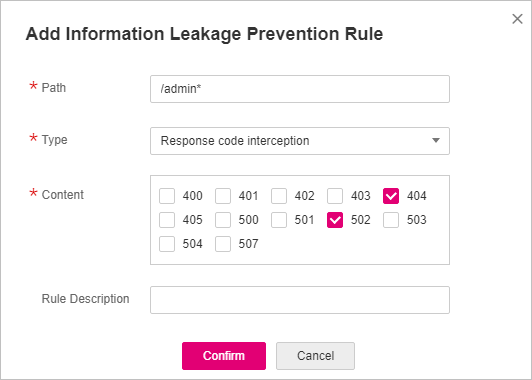 Add Information Leakage Prevention Rule
* Path /admin*
* Type Response code interception
* Content 400 401 402 403 404
405 500 501 502 503
504 507
Rule Description
Confirm Cancel